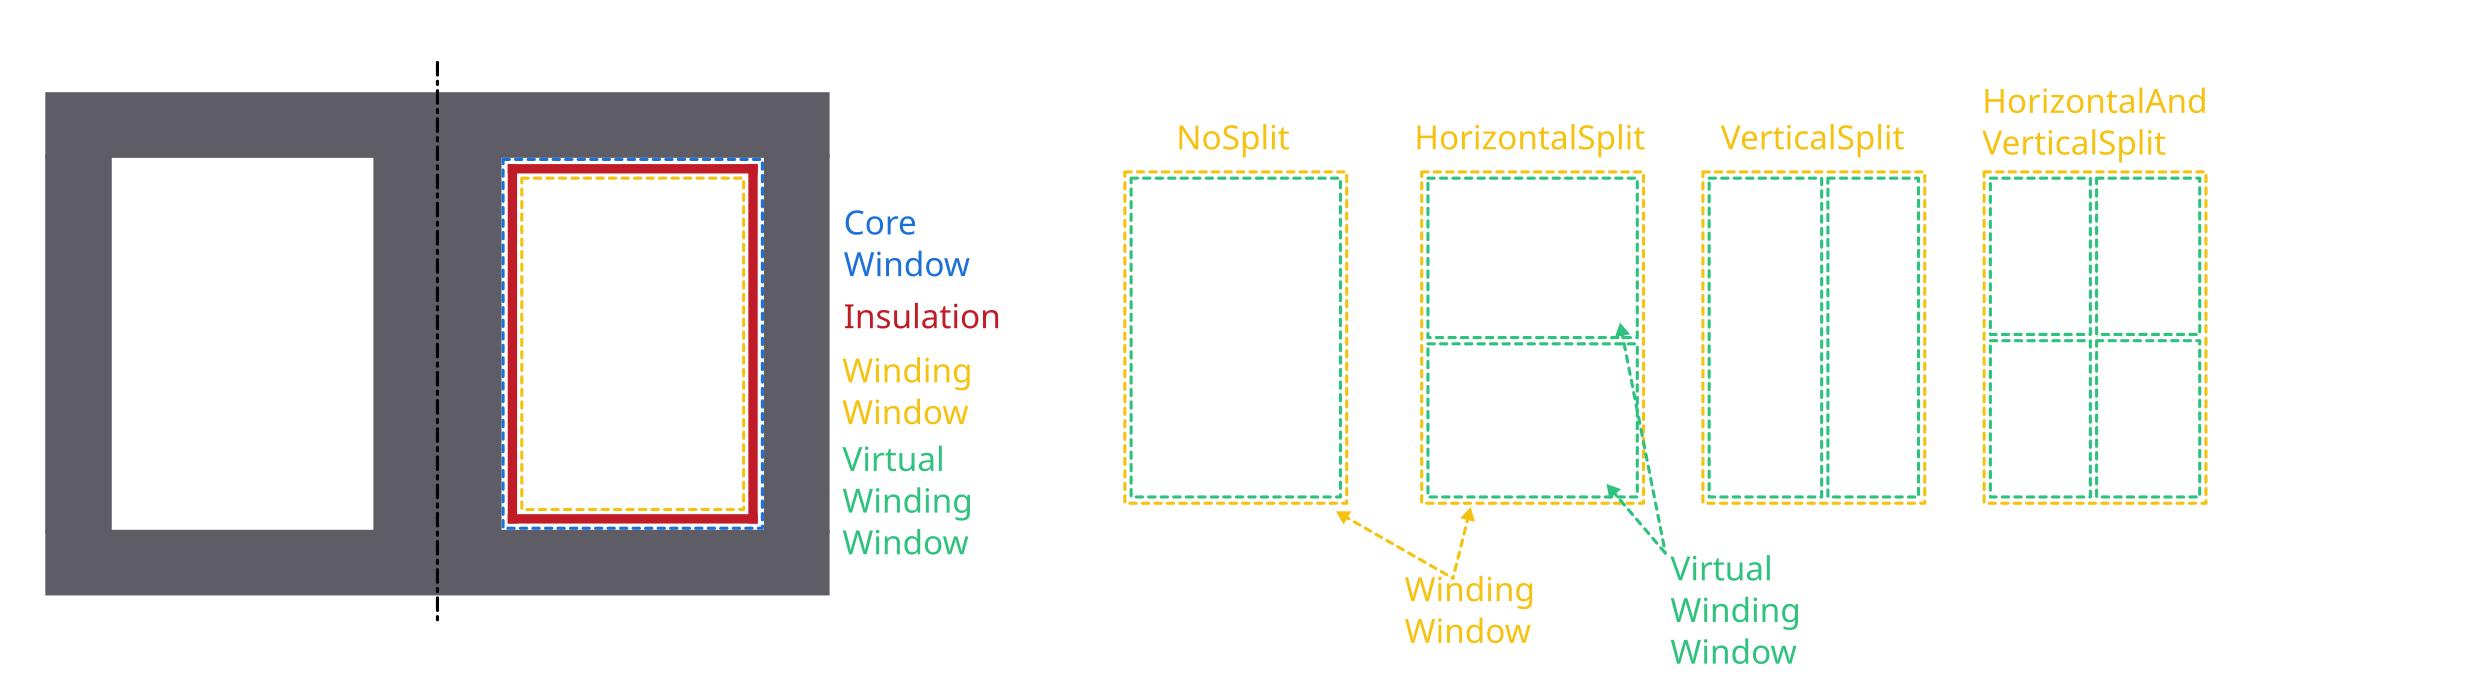 Core
Window
Insulation
Winding
Window
Virtual
Winding
Window
NoSplit
HorizontalSplit
VerticalSplit
HorizontalAnd
VerticalSplit
Winding
Window
Virtual
Winding
Window